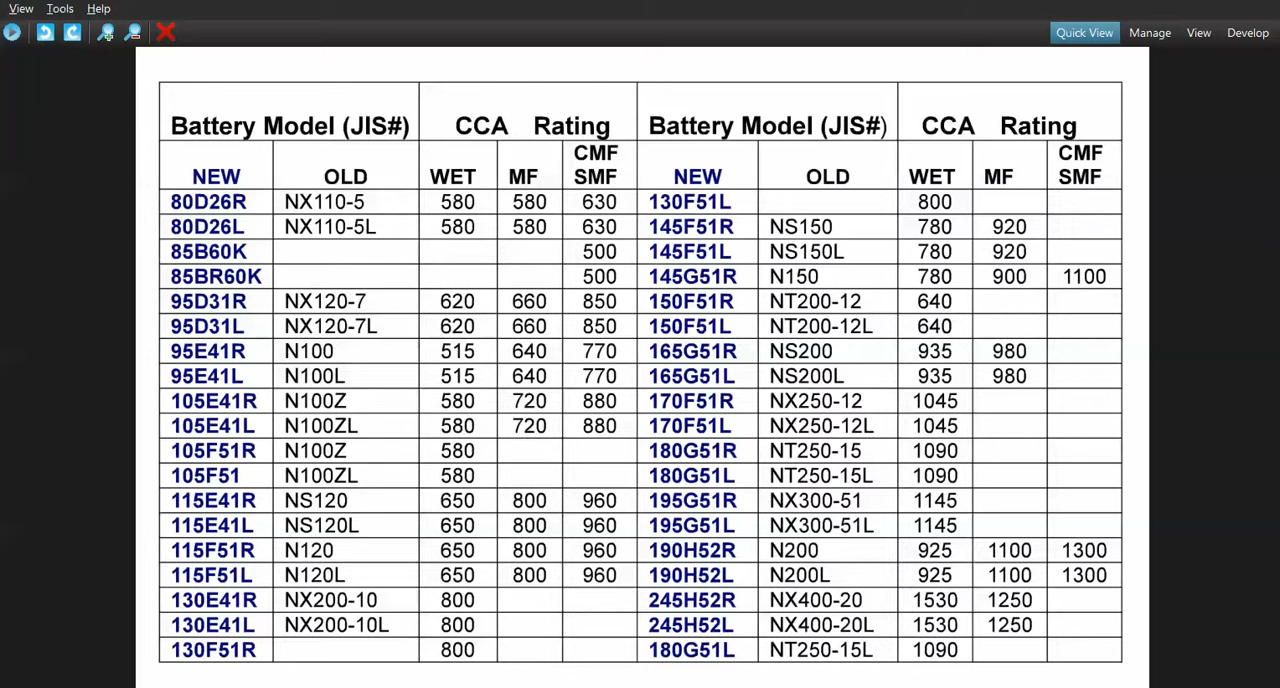 View Tools Help
Quick View Manage View Develop
Battery Model (JIS#) CCA Rating Battery Model (JIS#) CCA Rating
NEW OLD WET MF CMF SMF NEW OLD WET MF CMF SMF
80D26R NX110-5 580 580 630 130F51L 800
80D26L NX110-5L 580 580 630 145F51R NS150 780 920
85B60K 500 145F51L NS150L 780 920
85BR60K 500 145G51R N150 780 900 1100
95D31R NX120-7 620 660 850 150F51R NT200-12 640
95D31L NX120-7L 620 660 850 150F51L NT200-12L 640
95E41R N100 515 640 770 165G51R NS200 935 980
95E41L N100L 515 640 770 165G51L NS200L 935 980
105E41R N100Z 580 720 880 170F51R NX250-12 1045
105E41L N100ZL 580 720 880 170F51L NX250-12L 1045
105F51R N100Z 580 180G51R NT250-15 1090
105F51 N100ZL 580 180G51L NT250-15L 1090
115E41R NS120 650 800 960 195G51R NX300-51 1145
115E41L NS120L 650 800 960 195G51L NX300-51L 1145
115F51R N120 650 800 960 190H52R N200 925 1100 1300
115F51L N120L 650 800 960 190H52L N200L 925 1100 1300
130E41R NX200-10 800 245H52R NX400-20 1530 1250
130E41L NX200-10L 800 245H52L NX400-20L 1530 1250
130F51R 800 180G51L NT250-15L 1090